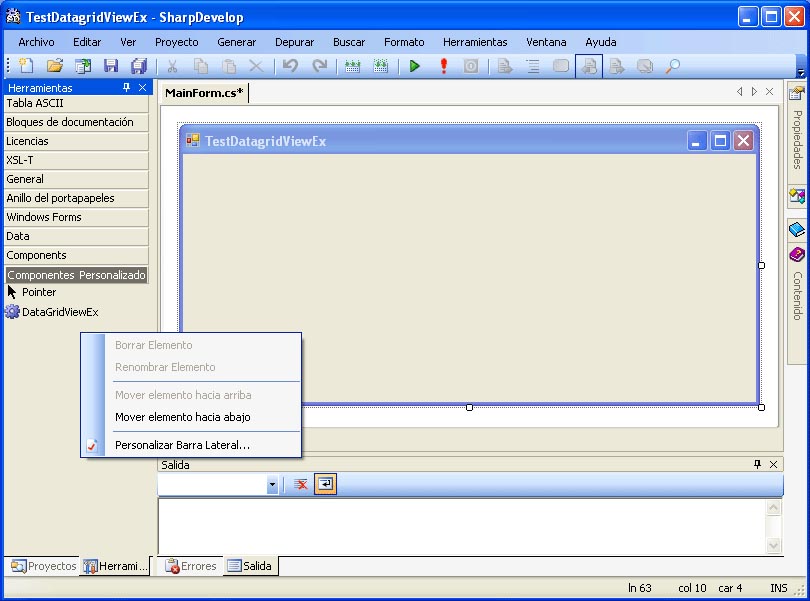 TestDatagridViewEx - SharpDevelop
Archivo Editar Ver Proyecto Generar Depurar Buscar Formato Herramientas Ventana Ayuda
Herramientas
Tabla ASCII
Bloques de documentación
Licencias
XSL-T
General
Anillo del portapapeles
Windows Forms
Data
Components
Componentes Personalizado
Pointer
DataGridViewEx
MainForm.cs*
TestDatagridViewEx
Borrar Elemento
Renombrar Elemento
Mover elemento hacia arriba
Mover elemento hacia abajo
Personalizar Barra Lateral...
Propiedades
Contenido
Salida
Proyectos Herrami...
Errores Salida
ln 63 col 10 car 4 INS